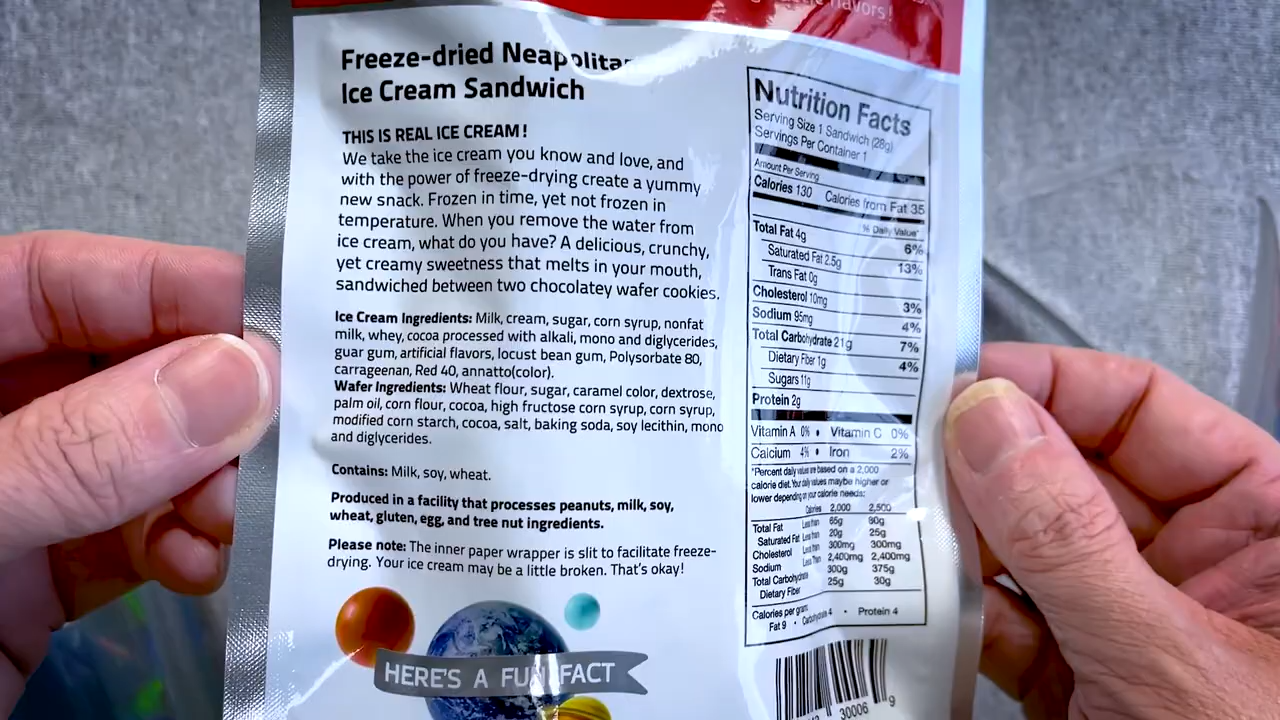 flavors!
Freeze-dried Neapolitan
Ice Cream Sandwich
THIS IS REAL ICE CREAM!
We take the ice cream you know and love, and
with the power of freeze-drying create a yummy
new snack. Frozen in time, yet not frozen in
temperature. When you remove the water from
ice cream, what do you have? A delicious, crunchy,
yet creamy sweetness that melts in your mouth,
sandwiched between two chocolatey wafer cookies.
Ice Cream Ingredients: Milk, cream, sugar, corn syrup, nonfat
milk, whey, cocoa processed with alkali, mono and diglycerides,
guar gum, artificial flavors, locust bean gum, Polysorbate 80,
carrageenan, Red 40, annatto(color).
Wafer Ingredients: Wheat flour, sugar, caramel color, dextrose,
palm oil, corn flour, cocoa, high fructose corn syrup, corn syrup,
modified corn starch, cocoa, salt, baking soda, soy lecithin, mono
and diglycerides.
Contains: Milk, soy, wheat.
Produced in a facility that processes peanuts, milk, soy,
wheat, gluten, egg, and tree nut ingredients.
Please note: The inner paper wrapper is slit to facilitate freeze-
drying. Your ice cream may be a little broken. That's okay!
HERE'S A FUN FACT
Nutrition Facts
Serving Size 1 Sandwich (28g)
Servings Per Container 1
Amount Per Serving
Calories 130 Calories from Fat 35
% Daily Value*
Total Fat 4g 6%
Saturated Fat 2.5g 13%
Trans Fat 0g
Cholesterol 10mg 3%
Sodium 95mg 4%
Total Carbohydrate 21g 7%
Dietary Fiber 1g 4%
Sugars 11g
Protein 2g
Vitamin A 0% • Vitamin C 0%
Calcium 4% • Iron 2%
*Percent daily values are based on a 2,000
calorie diet. Your daily values maybe higher or
lower depending on your calorie needs:
Calories 2,000 2,500
Total Fat Less than 65g 80g
Saturated Fat Less than 20g 25g
Cholesterol Less than 300mg 300mg
Sodium Less Than 2,400mg 2,400mg
Total Carbohydrate 300g 375g
Dietary Fiber 25g 30g
Calories per gram:
Fat 9 • Carbohydrate 4 • Protein 4
30006 9